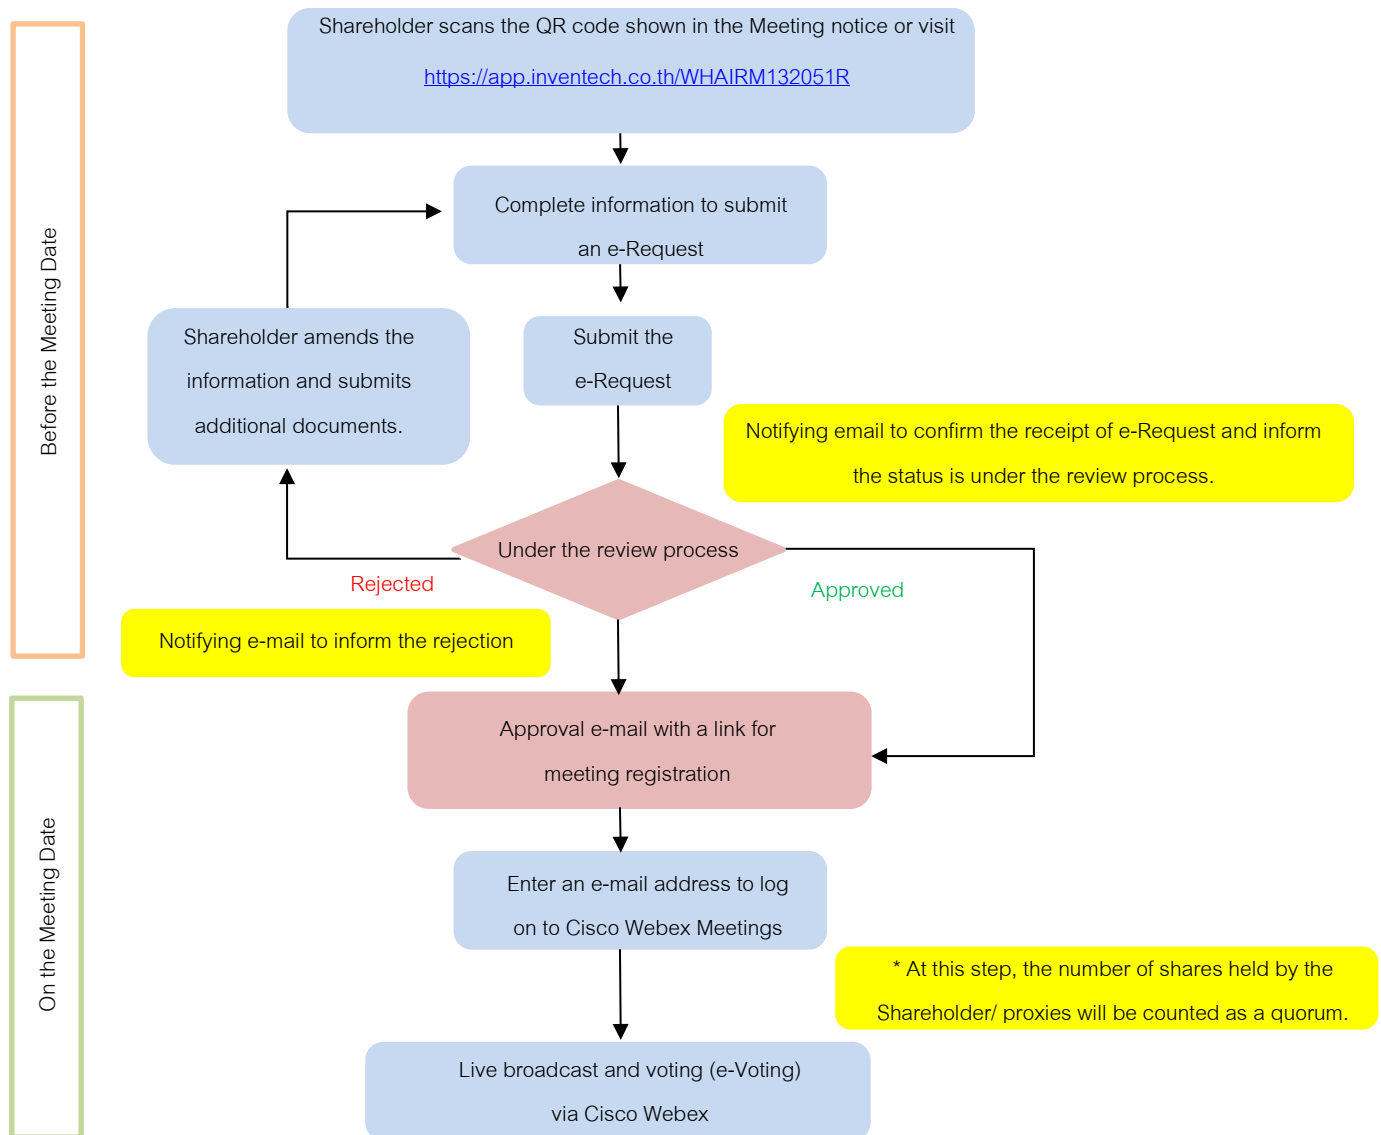 Shareholder scans the QR code shown in the Meeting notice or visit
https://app.inventech.co.th/WHAIRM132051R
Before the Meeting Date
Complete information to submit
an e-Request
Shareholder amends the
information and submits
additional documents.
Submit the
e-Request
Notifying email to confirm the receipt of e-Request and inform
the status is under the review process.
Under the review process
Rejected
Approved
Notifying e-mail to inform the rejection
On the Meeting Date
Approval e-mail with a link for
meeting registration
Enter an e-mail address to log
on to Cisco Webex Meetings
* At this step, the number of shares held by the
Shareholder/ proxies will be counted as a quorum.
Live broadcast and voting (e-Voting)
via Cisco Webex